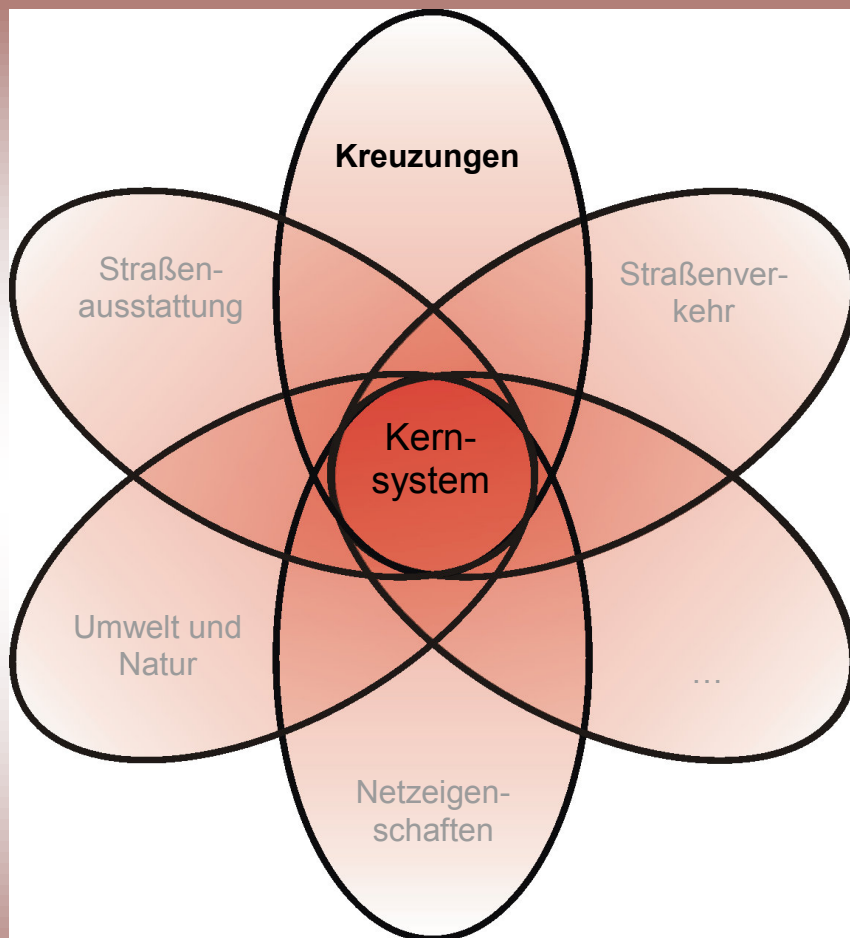 Kreuzungen
Straßen-
ausstattung
Straßenver-
kehr
Kern-
system
Umwelt und
Natur
...
Netzeigen-
schaften